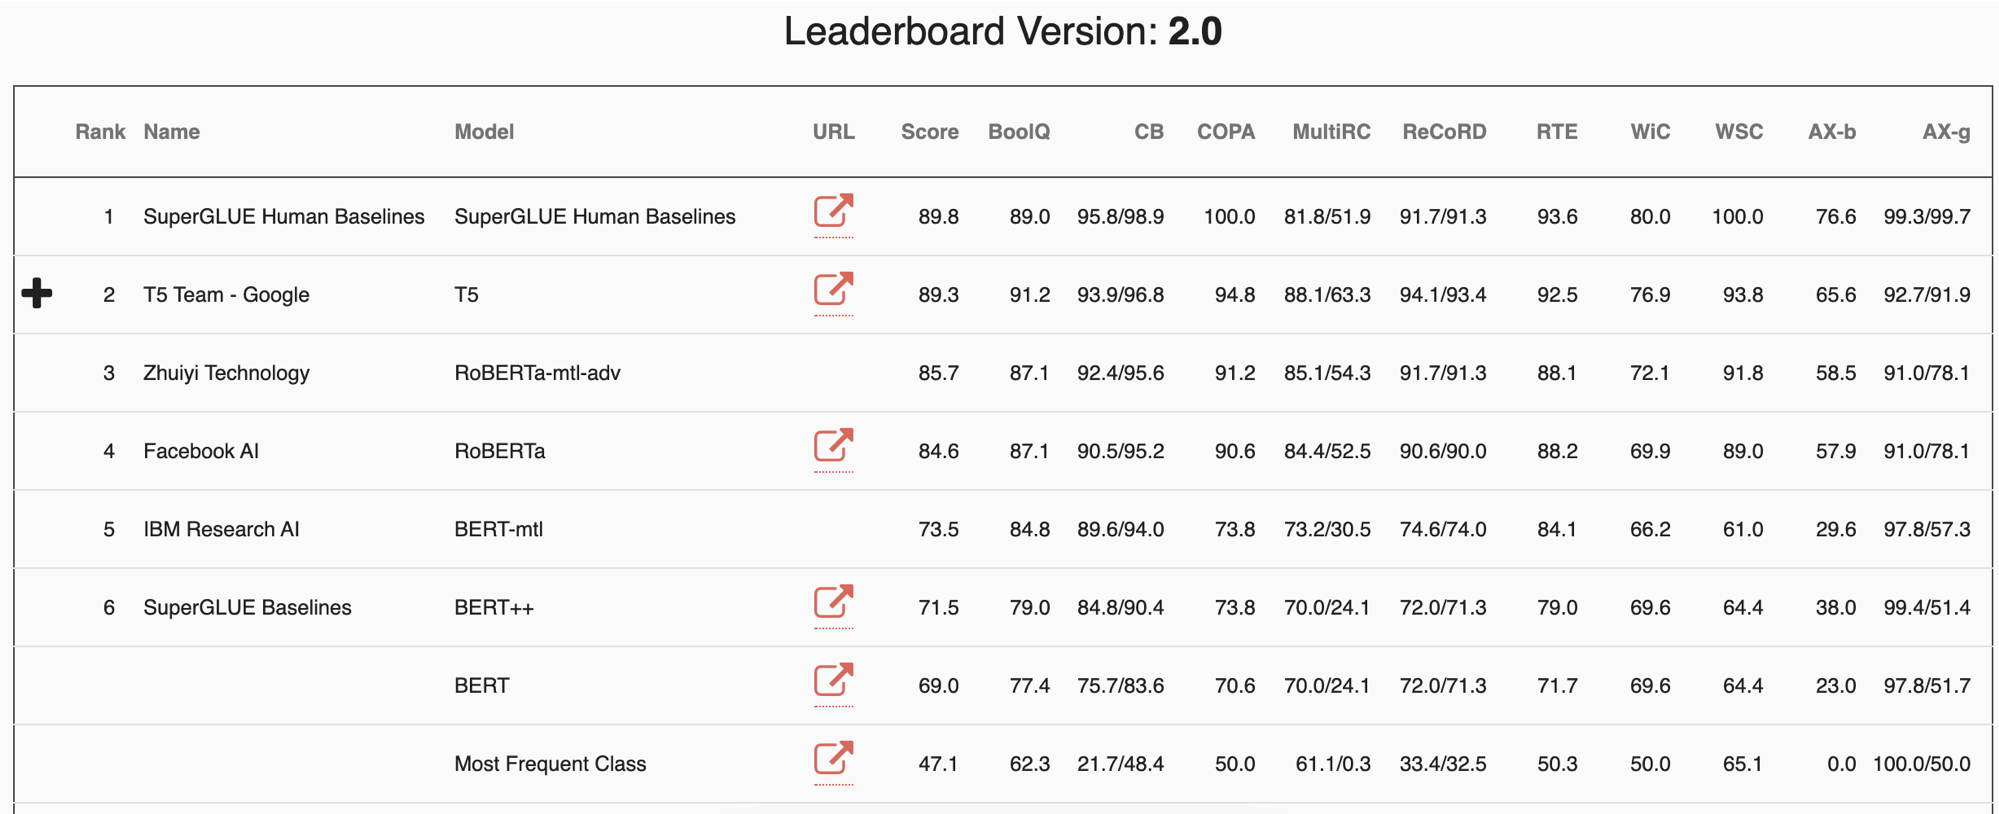 Leaderboard Version: 2.0
Rank Name Model URL Score BoolQ CB COPA MultiRC ReCoRD RTE WiC WSC AX-b AX-g
1 SuperGLUE Human Baselines SuperGLUE Human Baselines 89.8 89.0 95.8/98.9 100.0 81.8/51.9 91.7/91.3 93.6 80.0 100.0 76.6 99.3/99.7
2 T5 Team - Google T5 89.3 91.2 93.9/96.8 94.8 88.1/63.3 94.1/93.4 92.5 76.9 93.8 65.6 92.7/91.9
3 Zhuiyi Technology RoBERTa-mtl-adv 85.7 87.1 92.4/95.6 91.2 85.1/54.3 91.7/91.3 88.1 72.1 91.8 58.5 91.0/78.1
4 Facebook AI RoBERTa 84.6 87.1 90.5/95.2 90.6 84.4/52.5 90.6/90.0 88.2 69.9 89.0 57.9 91.0/78.1
5 IBM Research AI BERT-mtl 73.5 84.8 89.6/94.0 73.8 73.2/30.5 74.6/74.0 84.1 66.2 61.0 29.6 97.8/57.3
6 SuperGLUE Baselines BERT++ 71.5 79.0 84.8/90.4 73.8 70.0/24.1 72.0/71.3 79.0 69.6 64.4 38.0 99.4/51.4
BERT 69.0 77.4 75.7/83.6 70.6 70.0/24.1 72.0/71.3 71.7 69.6 64.4 23.0 97.8/51.7
Most Frequent Class 47.1 62.3 21.7/48.4 50.0 61.1/0.3 33.4/32.5 50.3 50.0 65.1 0.0 100.0/50.0